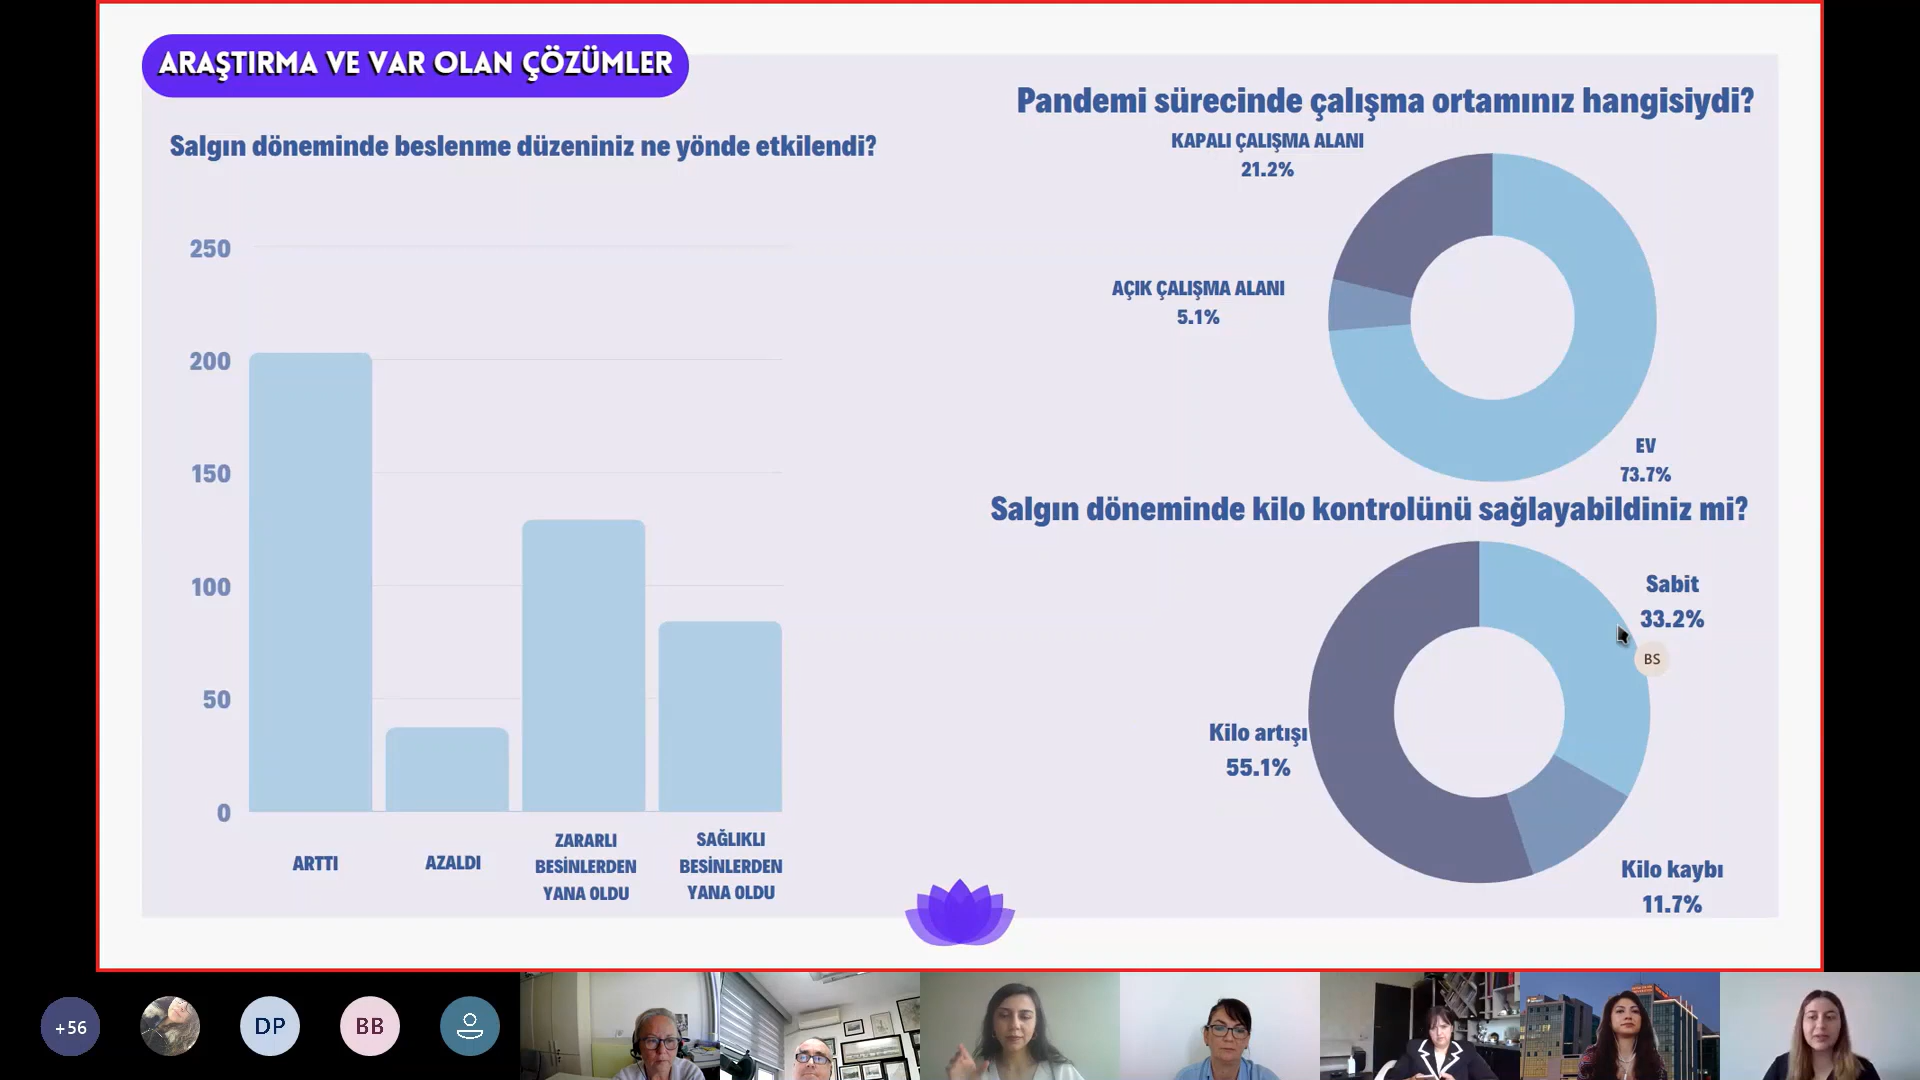 ARAŞTIRMA VE VAR OLAN ÇÖZÜMLER
Salgın döneminde beslenme düzeniniz ne yönde etkilendi?
250
200
150
100
50
0
ARTTI
AZALDI
ZARARLI
BESİNLERDEN
YANA OLDU
SAĞLIKLI
BESİNLERDEN
YANA OLDU
Pandemi sürecinde çalışma ortamınız hangisiydi?
KAPALI ÇALIŞMA ALANI
21.2%
AÇIK ÇALIŞMA ALANI
5.1%
EV
73.7%
Salgın döneminde kilo kontrolünü sağlayabildiniz mi?
Sabit
33.2%
BS
Kilo artışı
55.1%
Kilo kaybı
11.7%
+56
DP
BB